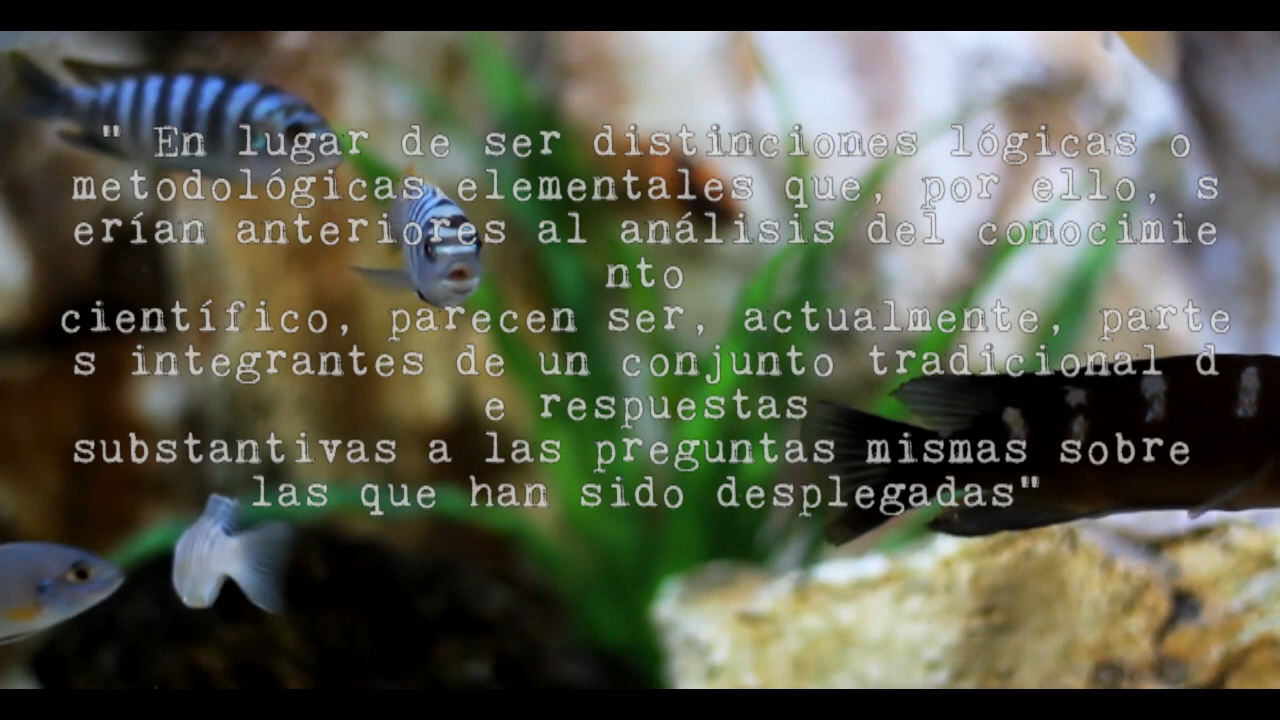 " En lugar de ser distinciones lógicas o
metodológicas elementales que, por ello, s
erían anteriores al análisis del conocimie
nto
científico, parecen ser, actualmente, parte
s integrantes de un conjunto tradicional d
e respuestas
substantivas a las preguntas mismas sobre
las que han sido desplegadas"